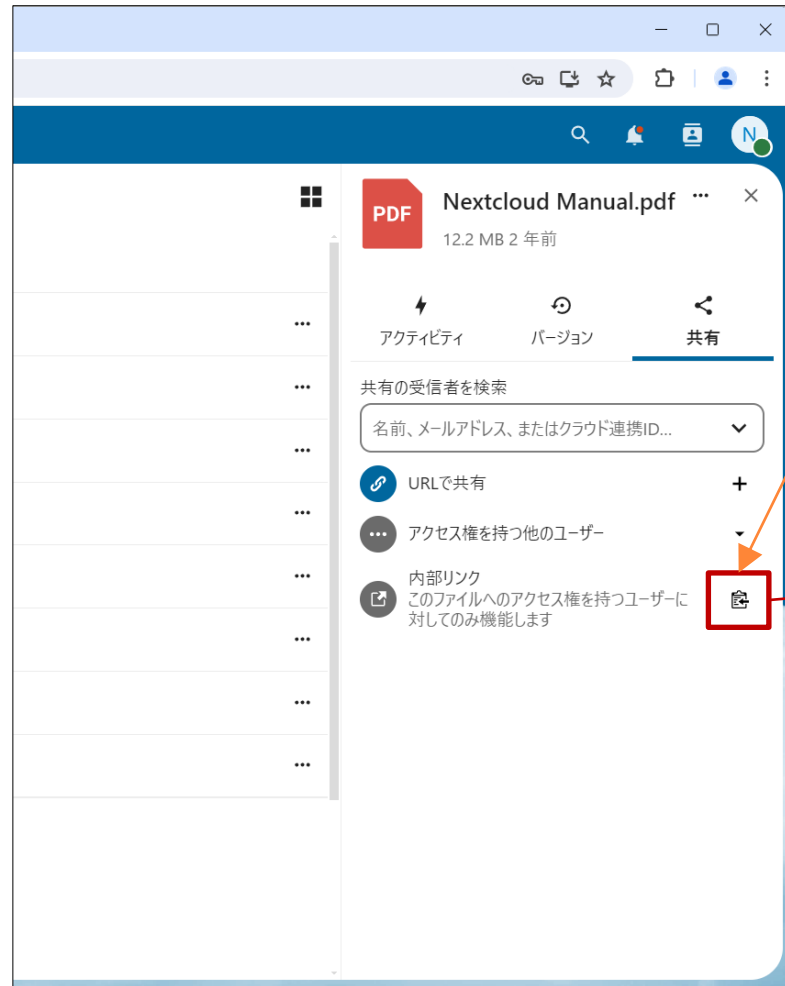 N
PDF
Nextcloud Manual.pdf
12.2 MB 2 年前
アクティビティ
バージョン
共有
共有の受信者を検索
名前、メールアドレス、またはクラウド連携ID...
URLで共有
アクセス権を持つ他のユーザー
内部リンク
このファイルへのアクセス権を持つユーザーに
対してのみ機能します